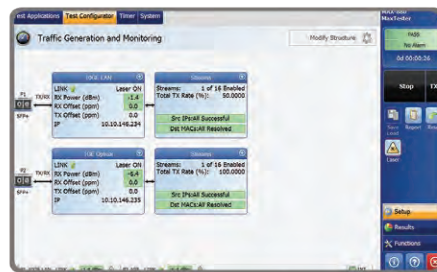 Test Applications Test Configurator Timer System
MaxTester
Traffic Generation and Monitoring
Modify Structure
PASS
No Alarm
0d 00:00:26
Stop TX
10GE LAN
LINK Laser ON
RX Power (dBm) -1.4
RX Offset (ppm) 0.0
TX Offset (ppm) 0.0
IP 10.10.146.234
Streams
Streams: 1 of 16 Enabled
Total TX Rate (%): 50.0000
Src IPs:All Successful
Dst MACs:All Resolved
P1
TX/RX
SFP+
Report
Laser
1GE Optical
LINK Laser ON
RX Power (dBm) -6.4
RX Offset (ppm) 0.0
TX Offset (ppm) 0.0
IP 10.10.146.235
Streams
Streams: 1 of 16 Enabled
Total TX Rate (%): 100.0000
Src IPs:All Successful
Dst MACs:All Resolved
P2
TX/RX
SFP+
Setup
Results
Functions